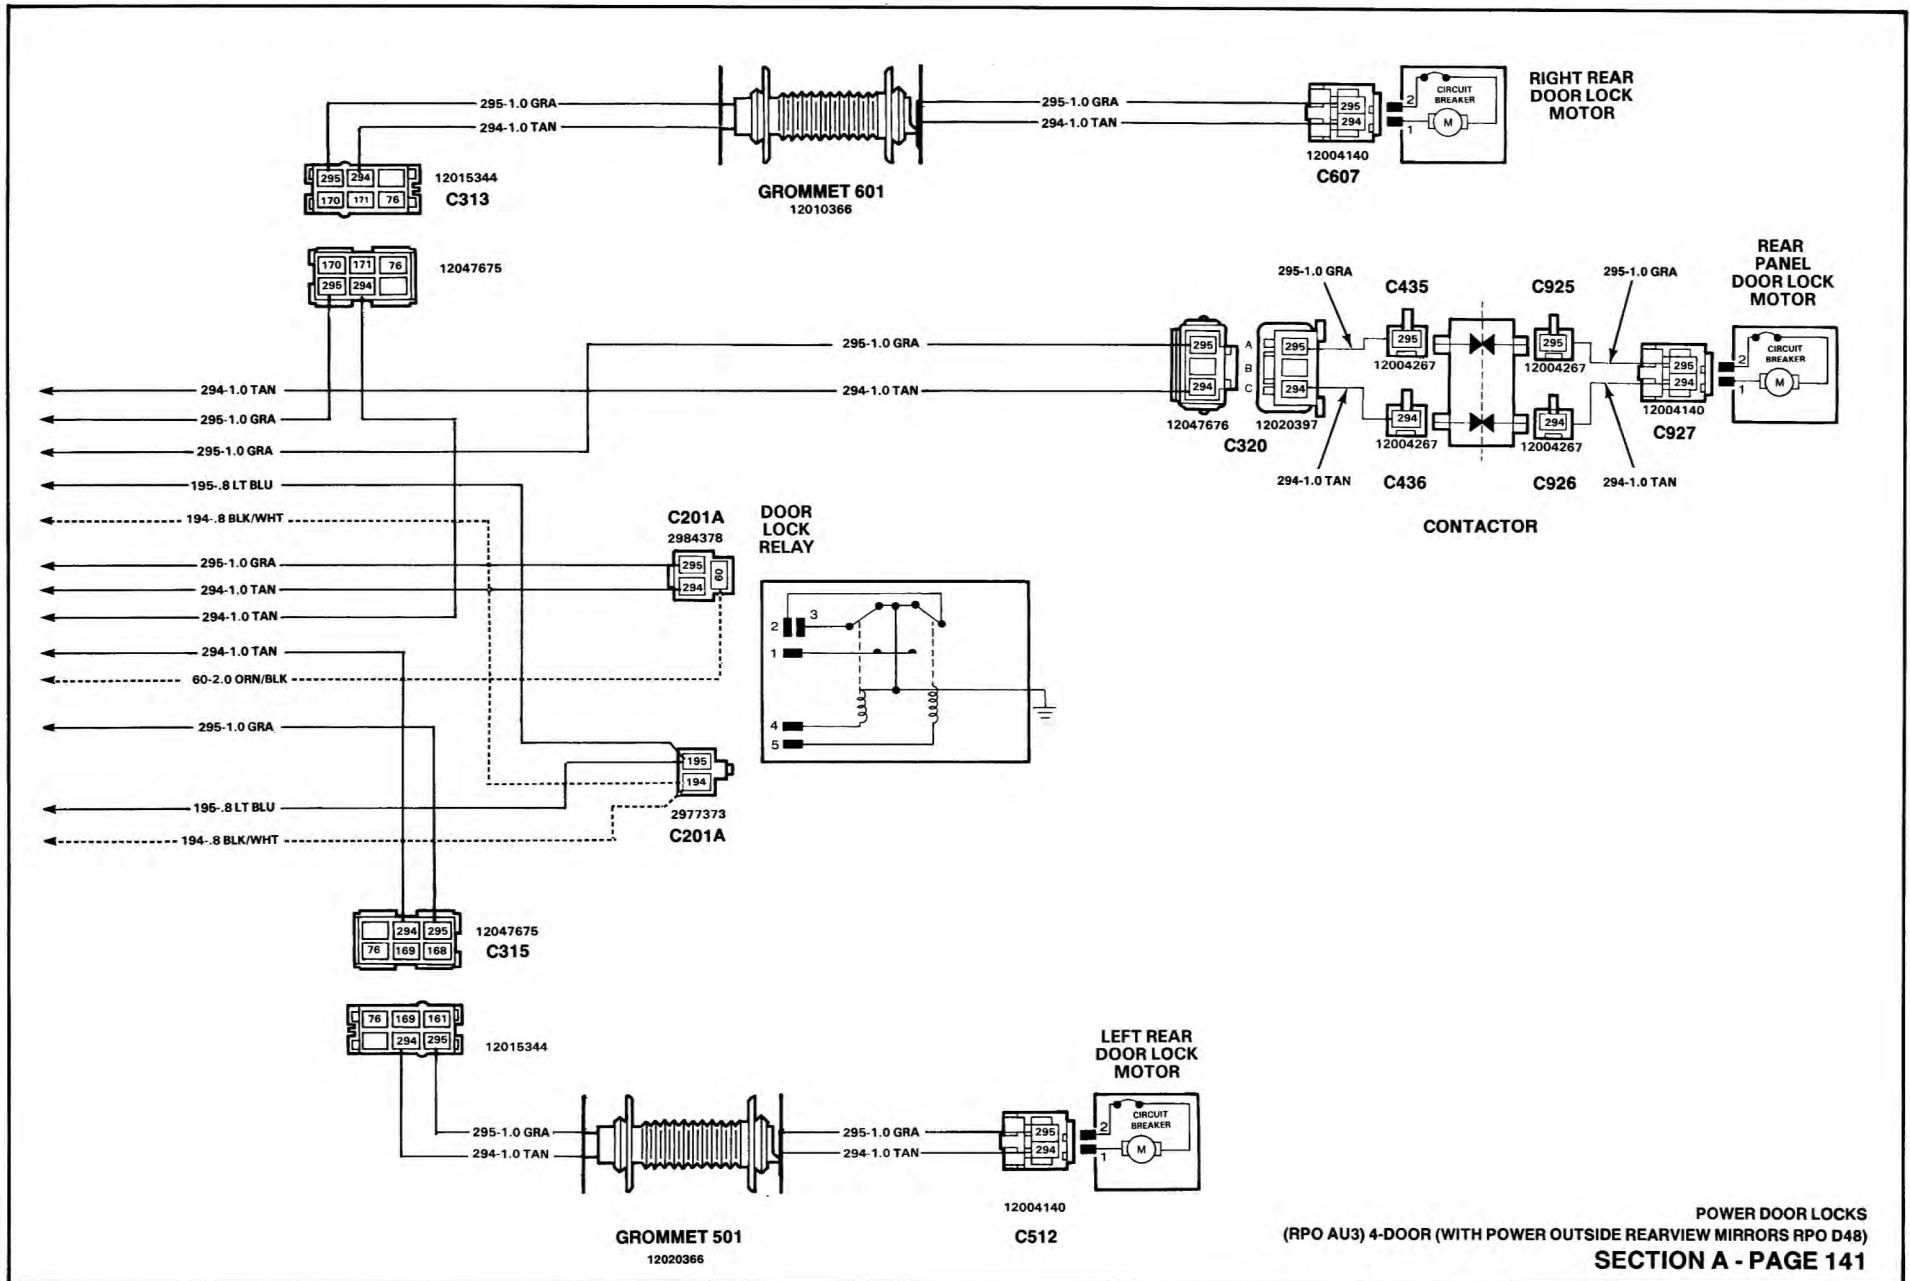 295-1.0 GRA
294-1.0 TAN
295 294
170 171 76
12015344
C313
GROMMET 601
12010366
295-1.0 GRA
294-1.0 TAN
295
294
12004140
C607
2
1
CIRCUIT
BREAKER
M
RIGHT REAR
DOOR LOCK
MOTOR
170 171 76
295 294
12047675
295-1.0 GRA
294-1.0 TAN
295
294
12047676
C320
A
B
C
295
294
12020397
295-1.0 GRA
294-1.0 TAN
C435
295
12004267
294
12004267
C436
CONTACTOR
C925
295
12004267
294
12004267
C926
295-1.0 GRA
294-1.0 TAN
295
294
12004140
C927
2
1
CIRCUIT
BREAKER
M
REAR
PANEL
DOOR LOCK
MOTOR
294-1.0 TAN
295-1.0 GRA
295-1.0 GRA
195-.8 LT BLU
194-.8 BLK/WHT
295-1.0 GRA
294-1.0 TAN
294-1.0 TAN
294-1.0 TAN
60-2.0 ORN/BLK
295-1.0 GRA
195-.8 LT BLU
194-.8 BLK/WHT
C201A
2984378
295
294
60
DOOR
LOCK
RELAY
2
3
1
4
5
195
194
2977373
C201A
294 295
76 169 168
12047675
C315
76 169 161
294 295
12015344
295-1.0 GRA
294-1.0 TAN
GROMMET 501
12020366
295-1.0 GRA
294-1.0 TAN
295
294
12004140
C512
2
1
CIRCUIT
BREAKER
M
LEFT REAR
DOOR LOCK
MOTOR
POWER DOOR LOCKS
(RPO AU3) 4-DOOR (WITH POWER OUTSIDE REARVIEW MIRRORS RPO D48)
SECTION A - PAGE 141